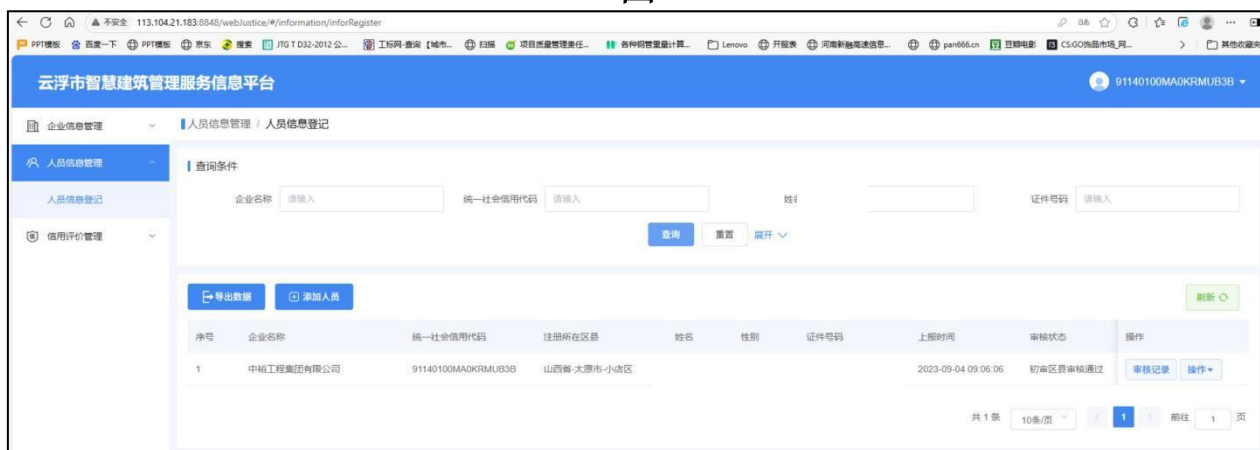 不安全 113.104.21.183:8848/webJustice/#/information/inforRegister
PPT模板 百度一下 PPT模板 京东 搜索 JTG T D32-2012 公... 工标网-查询【城市... 扫描 项目质量管理责任... 各种钢管重量计算... Lenovo 开服表 河南新融高速信息... pan666.cn 豆瓣电影 CS:GO饰品市场_网... 其他收藏夹
云浮市智慧建筑管理服务信息平台 91140100MA0KRMUB3B
企业信息管理 人员信息管理 / 人员信息登记
人员信息管理 查询条件
人员信息登记 企业名称 请输入 统一社会信用代码 请输入 证件号码 请输入
信用评价管理 查询 重置 展开
导出数据 添加人员 刷新
序号 企业名称 统一社会信用代码 注册所在区县 姓名 性别 证件号码 上报时间 审核状态 操作
1 中裕工程集团有限公司 91140100MA0KRMUB3B 山西省-太原市-小店区 2023-09-04 09:06:06 初审区县审核通过 审核记录 操作
共 1 条 10条/页 1 前往 1 页